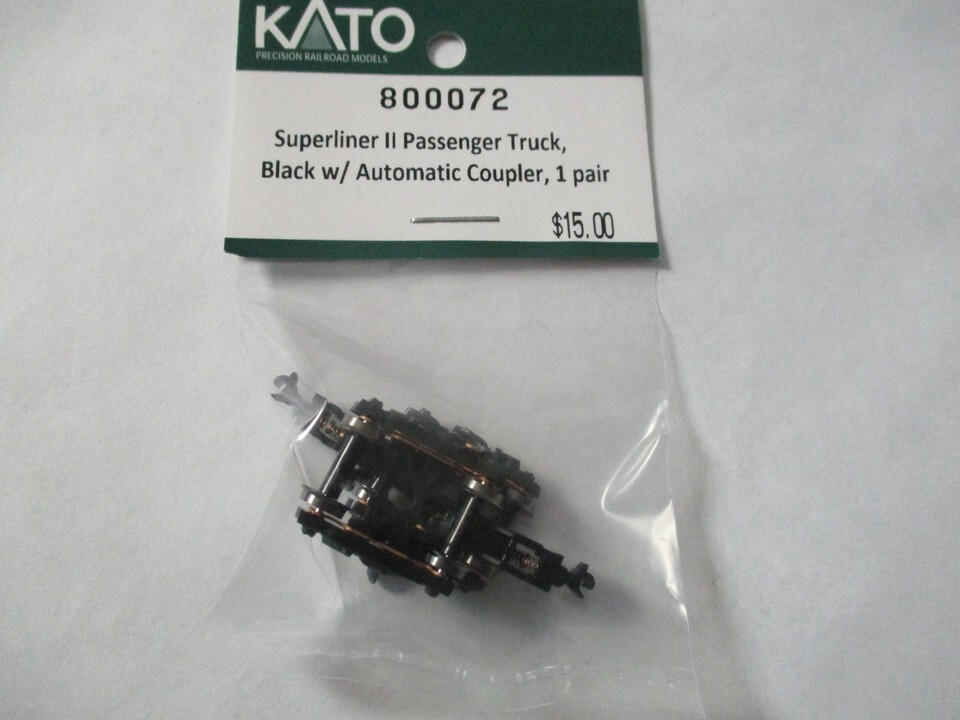 KATO
PRECISION RAILROAD MODELS
800072
Superliner II Passenger Truck,
Black w/ Automatic Coupler, 1 pair
$15.00